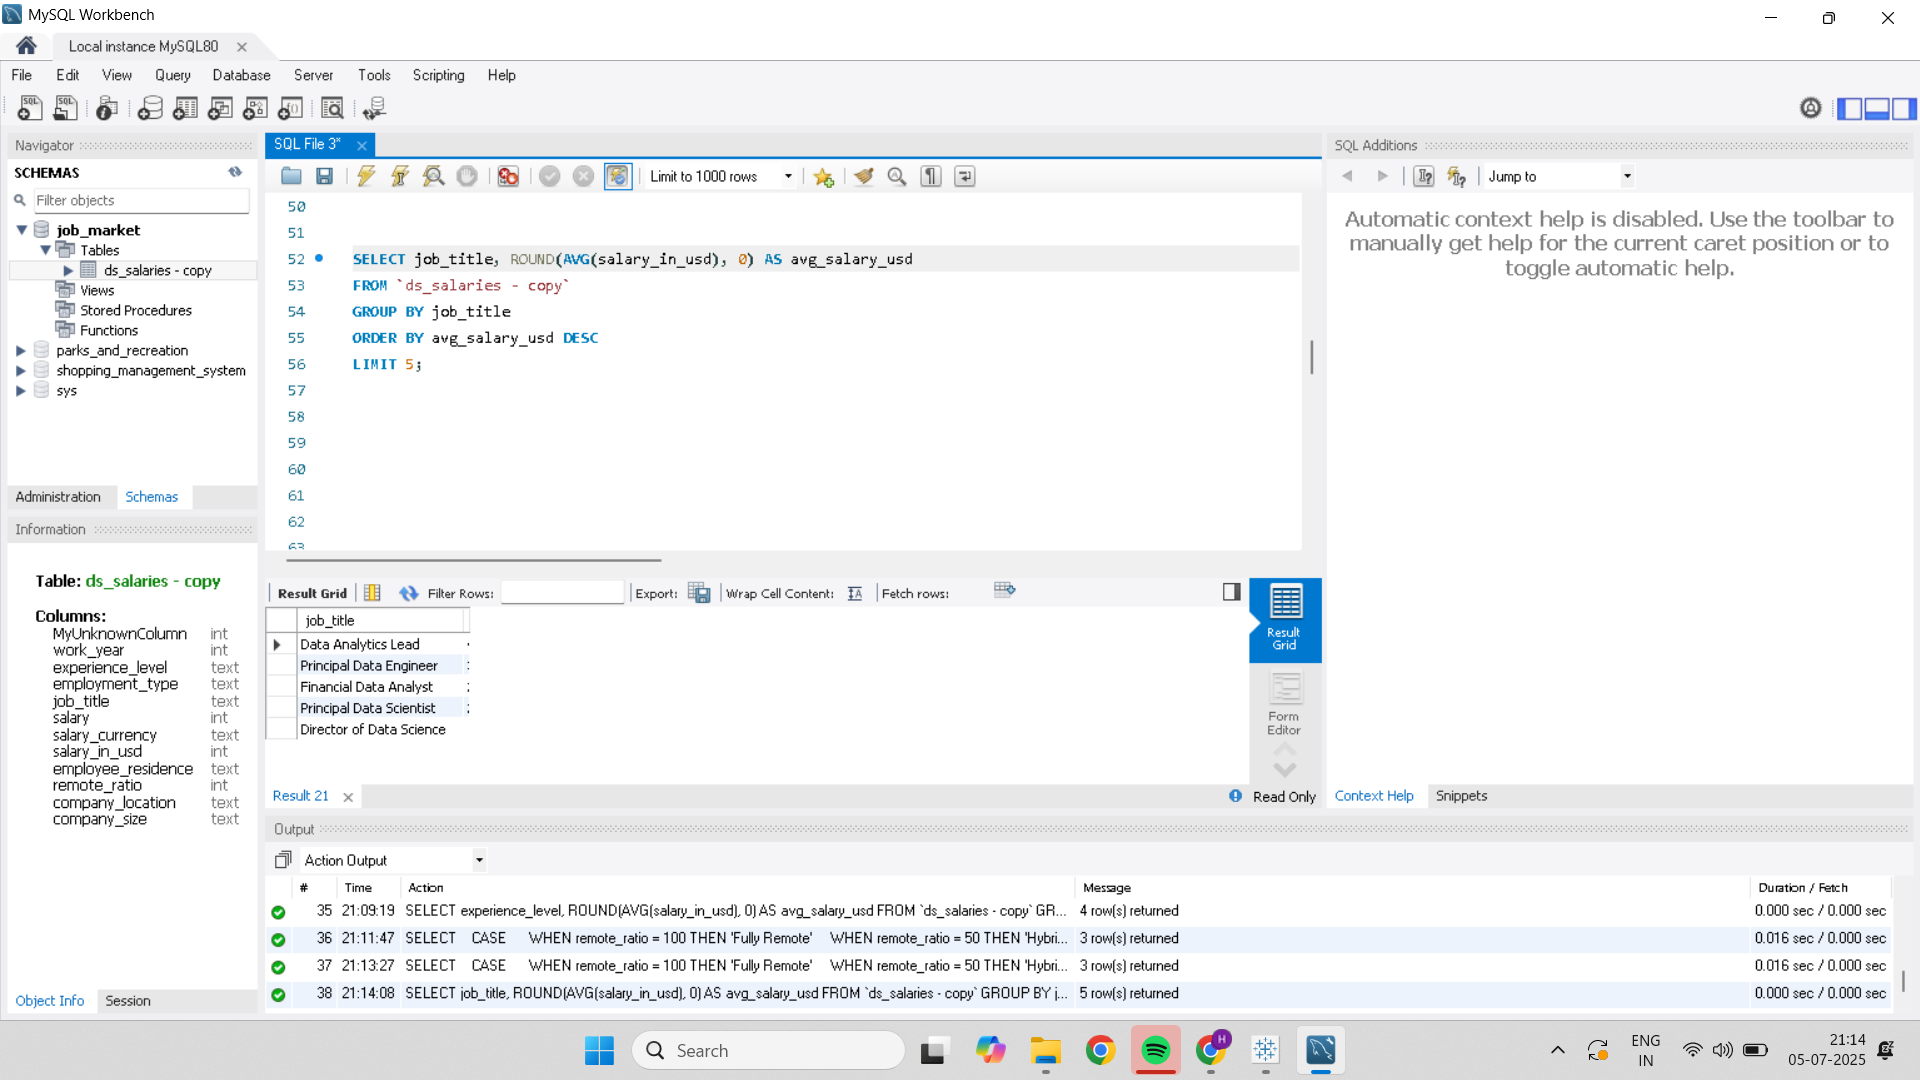 MySQL Workbench
Local instance MySQL80
File Edit View Query Database Server Tools Scripting Help
Navigator
SCHEMAS
Filter objects
job_market
Tables
ds_salaries - copy
Views
Stored Procedures
Functions
parks_and_recreation
shopping_management_system
sys
Administration Schemas
Information
Table: ds_salaries - copy
Columns:
MyUnknownColumn int
work_year int
experience_level text
employment_type text
job_title text
salary int
salary_currency text
salary_in_usd int
employee_residence text
remote_ratio int
company_location text
company_size text
Object Info Session
SQL File 3*
Limit to 1000 rows
50
51
52 SELECT job_title, ROUND(AVG(salary_in_usd), 0) AS avg_salary_usd
53 FROM `ds_salaries - copy`
54 GROUP BY job_title
55 ORDER BY avg_salary_usd DESC
56 LIMIT 5;
57
58
59
60
61
62
63
Result Grid Filter Rows: Export: Wrap Cell Content: Fetch rows:
job_title
Data Analytics Lead
Principal Data Engineer
Financial Data Analyst
Principal Data Scientist
Director of Data Science
Result Grid
Form Editor
Result 21
Read Only
SQL Additions
Jump to
Automatic context help is disabled. Use the toolbar to
manually get help for the current caret position or to
toggle automatic help.
Context Help Snippets
Output
Action Output
# Time Action Message Duration / Fetch
35 21:09:19 SELECT experience_level, ROUND(AVG(salary_in_usd), 0) AS avg_salary_usd FROM `ds_salaries - copy` GR... 4 row(s) returned 0.000 sec / 0.000 sec
36 21:11:47 SELECT CASE WHEN remote_ratio = 100 THEN 'Fully Remote' WHEN remote_ratio = 50 THEN 'Hybri... 3 row(s) returned 0.016 sec / 0.000 sec
37 21:13:27 SELECT CASE WHEN remote_ratio = 100 THEN 'Fully Remote' WHEN remote_ratio = 50 THEN 'Hybri... 3 row(s) returned 0.016 sec / 0.000 sec
38 21:14:08 SELECT job_title, ROUND(AVG(salary_in_usd), 0) AS avg_salary_usd FROM `ds_salaries - copy` GROUP BY j... 5 row(s) returned 0.000 sec / 0.000 sec
Search
H
ENG
IN
21:14
05-07-2025